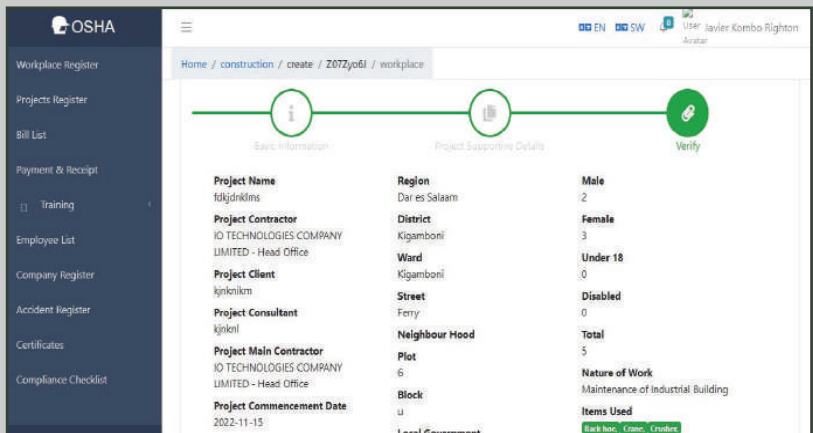 OSHA
EN SW 0 User Avatar Javier Kombo Righton
Workplace Register
Projects Register
Bill List
Payment & Receipt
Training
Employee List
Company Register
Accident Register
Certificates
Compliance Checklist
Home / construction / create / / workplace
Basic Information
Project Supportive Details
Verify
Project Name
fdkjdnklms
Project Contractor
IO TECHNOLOGIES COMPANY
LIMITED - Head Office
Project Client
kjnknikm
Project Consultant
kjnknl
Project Main Contractor
IO TECHNOLOGIES COMPANY
LIMITED - Head Office
Project Commencement Date
2022-11-15
Region
Dar es Salaam
District
Kigamboni
Ward
Kigamboni
Street
Ferry
Neighbour Hood
Plot
6
Block
u
Local Government
Male
2
Female
3
Under 18
0
Disabled
0
Total
5
Nature of Work
Maintenance of Industrial Building
Items Used
Back hoe, Crane, Crusher,